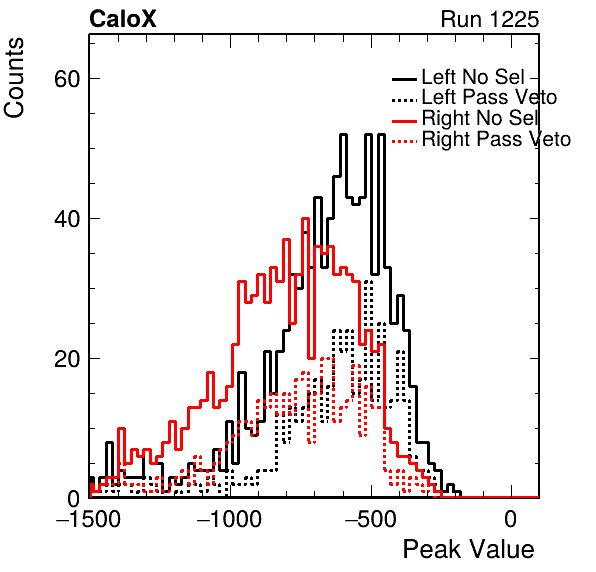 CaloX Run 1225
Counts
60
Left No Sel
Left Pass Veto
Right No Sel
Right Pass Veto
40
20
0
−1500 −1000 −500 0
Peak Value